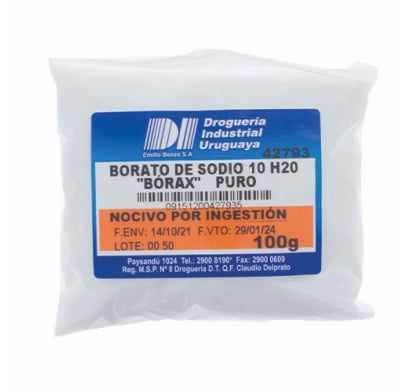 DI
Emilio Benzo S.A
Droguería
Industrial
Uruguaya
42793
BORATO DE SODIO 10 H20
"BÓRAX" PURO
09151200427935
NOCIVO POR INGESTIÓN
F.ENV: 14/10/21 F.VTO: 29/01/24
LOTE: 00 50 100g
Paysandú 1024 Tel.: 2900 8190* Fax: 2900 0609
Reg. M.S.P. Nº 8 Droguería D.T. Q.F. Claudio Delprato